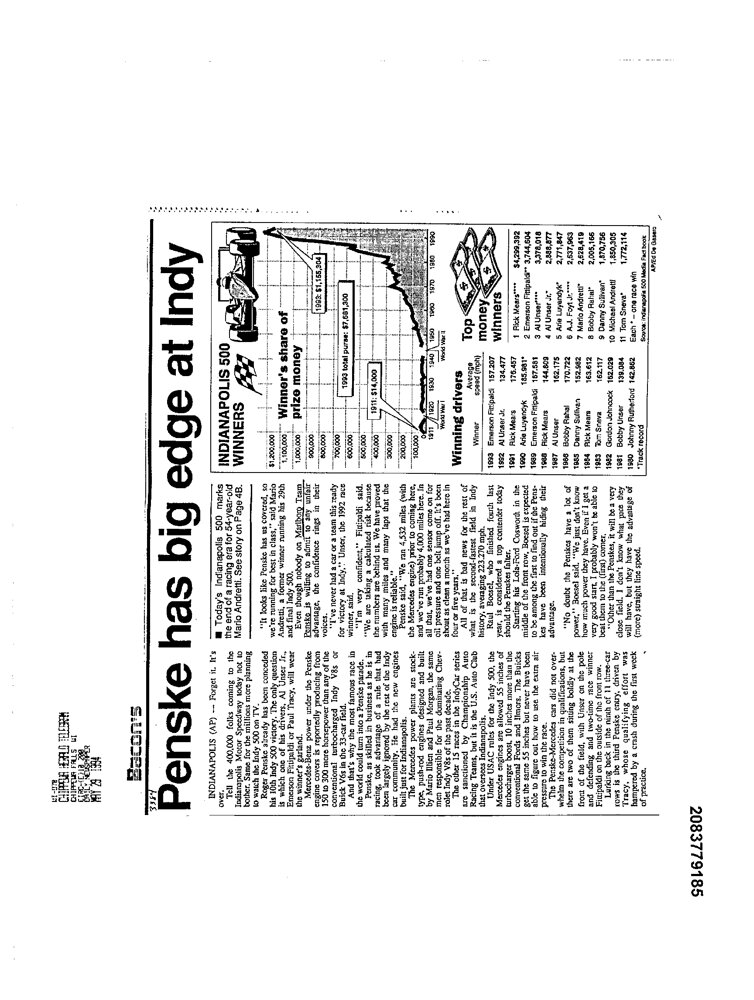 WI-078
CHIPPEWA HERALD TELEGRAM
CHIPPEWA FALLS WI
MAY 29 1994
Bacon's
Penske has big edge at Indy
INDIANAPOLIS (AP) — Forget it. It's
over.
Tell the 400,000 folks coming to the
Indianapolis Motor Speedway today not to
bother. Same for the millions more planning
to watch the Indy 500 on TV.
Roger Penske already has been conceded
his 10th Indy 500 victory. The only question
is which one of his drivers, Al Unser Jr.,
Emerson Fittipaldi or Paul Tracy, will wear
the winner's garland.
Mercedes-Benz power under the Penske
engine covers is reportedly producing from
150 to 200 more horsepower than any of the
conventional turbocharged Indy V8s or
Buick V6s in the 33-car field.
And that's why the most famous race in
the world could turn into a Penske parade.
Penske, as skilled in business as he is in
racing, took advantage of a rule that had
been largely ignored by the rest of the Indy
car community. He had the new engines
built just for Indianapolis.
The Mercedes power plants are stock-
type, push-rod engines designed and built
by Mario Illien and Paul Morgan, the same
men responsible for the dominating Chev-
rolet Indy V8s of the past decade.
The other 15 races in the IndyCar series
are sanctioned by Championship Auto
Racing Teams, but it is the U.S. Auto Club
that oversees Indianapolis.
Under USAC rules for the Indy 500, the
Mercedes engines are allowed 55 inches of
turbocharger boost, 10 inches more than the
conventional Fords and Ilmors. The Buicks
get the same 55 inches but never have been
able to figure out how to use the extra air
pressure to win the race.
The Penske-Mercedes cars did not over-
whelm the competition in qualifications, but
there are two of them sitting boldly at the
front of the field, with Unser on the pole
and defending and two-time race winner
Fittipaldi on the outside of the front row.
Lurking back in the ninth of 11 three-car
rows is the third Penske entry, driven by
Tracy, whose qualifying effort was
hampered by a crash during the first week
of practice.
■ Today's Indianapolis 500 marks
the end of a racing era for 54-year-old
Mario Andretti. See story on Page 4B.
"It looks like Penske has us covered, so
we're running for best in class," said Mario
Andretti, a former winner running his 29th
and final Indy 500.
Even though nobody on Marlboro Team
Penske is willing to admit to any unfair
advantage, the confidence rings in their
voices.
"I've never had a car or a team this ready
for victory at Indy," Unser, the 1992 race
winner, said.
"I'm very confident," Fittipaldi said.
"We are taking a calculated risk because
the numbers are behind us. We have proved
with many miles and many laps that the
engine is reliable."
Penske said, "We ran 4,532 miles (with
the Mercedes engine) prior to coming here,
and we've run probably 4,000 miles here. In
all that, we've had one sensor come on for
oil pressure and one belt jump off. It's been
about as clean a month as we've had here in
four or five years."
All of that is bad news for the rest of
what is the second-fastest field in Indy
history, averaging 223.270 mph.
Raul Boesel, who finished fourth last
year, is considered a top contender today
should the Penskes falter.
Starting his Lola-Ford Cosworth in the
middle of the front row, Boesel is expected
to be among the first to find out if the Pens-
kes have been intentionally hiding their
advantage.
"No doubt the Penskes have a lot of
power," Boesel said. "We just don't know
how much power they have. Even if I get a
very good start, I probably won't be able to
beat them to the (first) corner.
"Other than the Penskes, it will be a very
close field. I don't know what pace they
will have, but they have the advantage of
(more) straight line speed.
INDIANAPOLIS 500
WINNERS
Winner's share of
prize money
$1,200,000
1,100,000
1,000,000
900,000
800,000
700,000
600,000
500,000
400,000
300,000
200,000
100,000
0
1993: $1,155,304
1993 total purse: $7,681,300
1911: $14,000
1911 1920 1930 1940 1950 1960 1970 1980 1990
World War I World War II
Winning drivers
Winner Average speed (mph)
1993 Emerson Fittipaldi 157.207
1992 Al Unser Jr. 134.477
1991 Rick Mears 176.457
1990 Arie Luyendyk 185.981*
1989 Emerson Fittipaldi 167.581
1988 Rick Mears 144.809
1987 Al Unser 162.175
1986 Bobby Rahal 170.722
1985 Danny Sullivan 152.982
1984 Rick Mears 163.612
1983 Tom Sneva 162.117
1982 Gordon Johncock 162.029
1981 Bobby Unser 139.084
1980 Johnny Rutherford 142.862
*Track record
Top
money
winners
1 Rick Mears**** $4,299,392
2 Emerson Fittipaldi** 3,744,604
3 Al Unser**** 3,378,018
4 Al Unser Jr.* 2,888,877
5 Arie Luyendyk* 2,771,847
6 A.J. Foyt Jr.**** 2,637,963
7 Mario Andretti* 2,628,419
8 Bobby Rahal* 2,005,166
9 Danny Sullivan* 1,870,756
10 Michael Andretti 1,850,305
11 Tom Sneva* 1,772,114
Each * - one race win
Source: Indianapolis 500 Media Fact book
AP/Ed De Gasero
2083779185